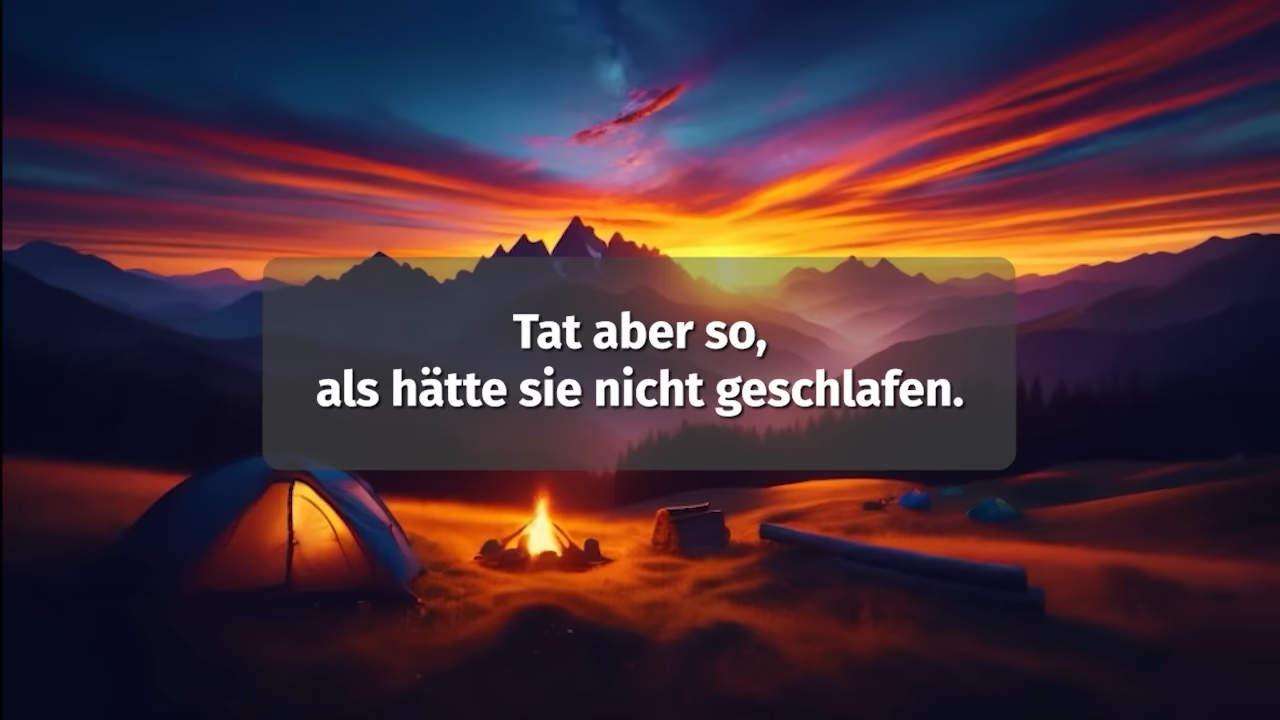 Tat aber so,
als hätte sie nicht geschlafen.